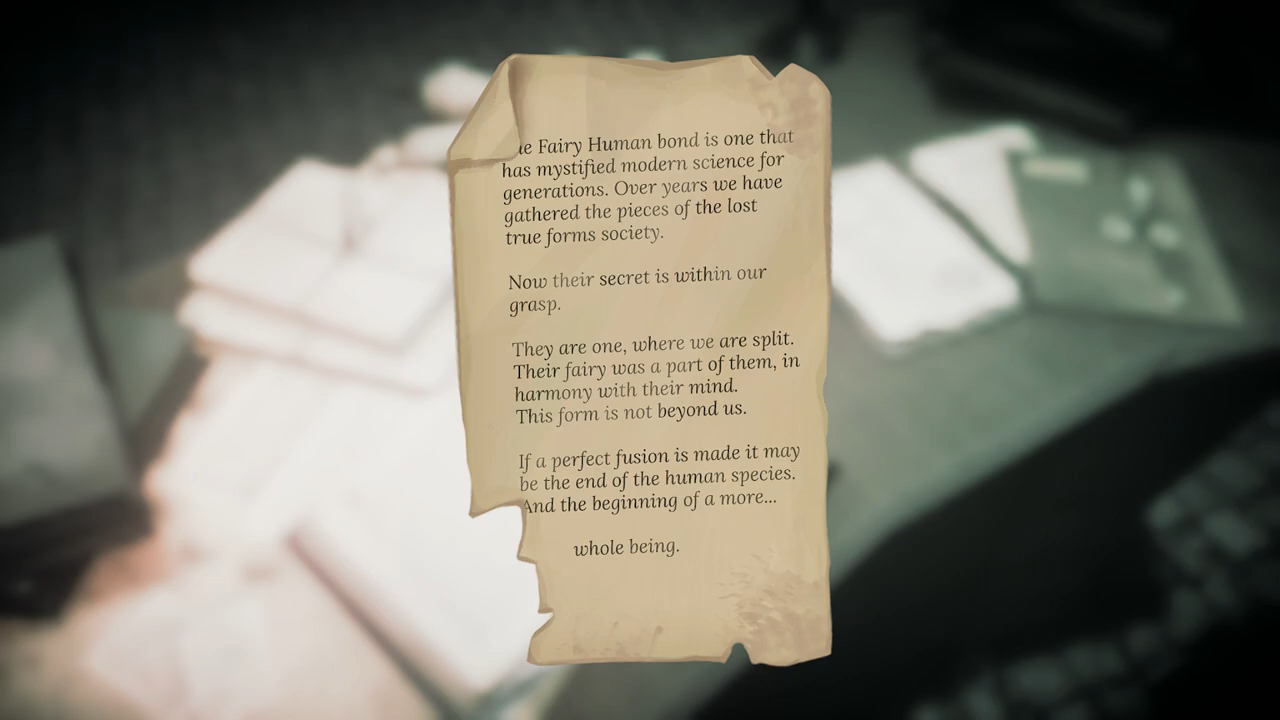 Fairy Human bond is one that
has mystified modern science for
generations. Over years we have
gathered the pieces of the lost
true forms society.
Now their secret is within our
grasp.
They are one, where we are split.
Their fairy was a part of them, in
harmony with their mind.
This form is not beyond us.
If a perfect fusion is made it may
be the end of the human species.
And the beginning of a more...
whole being.